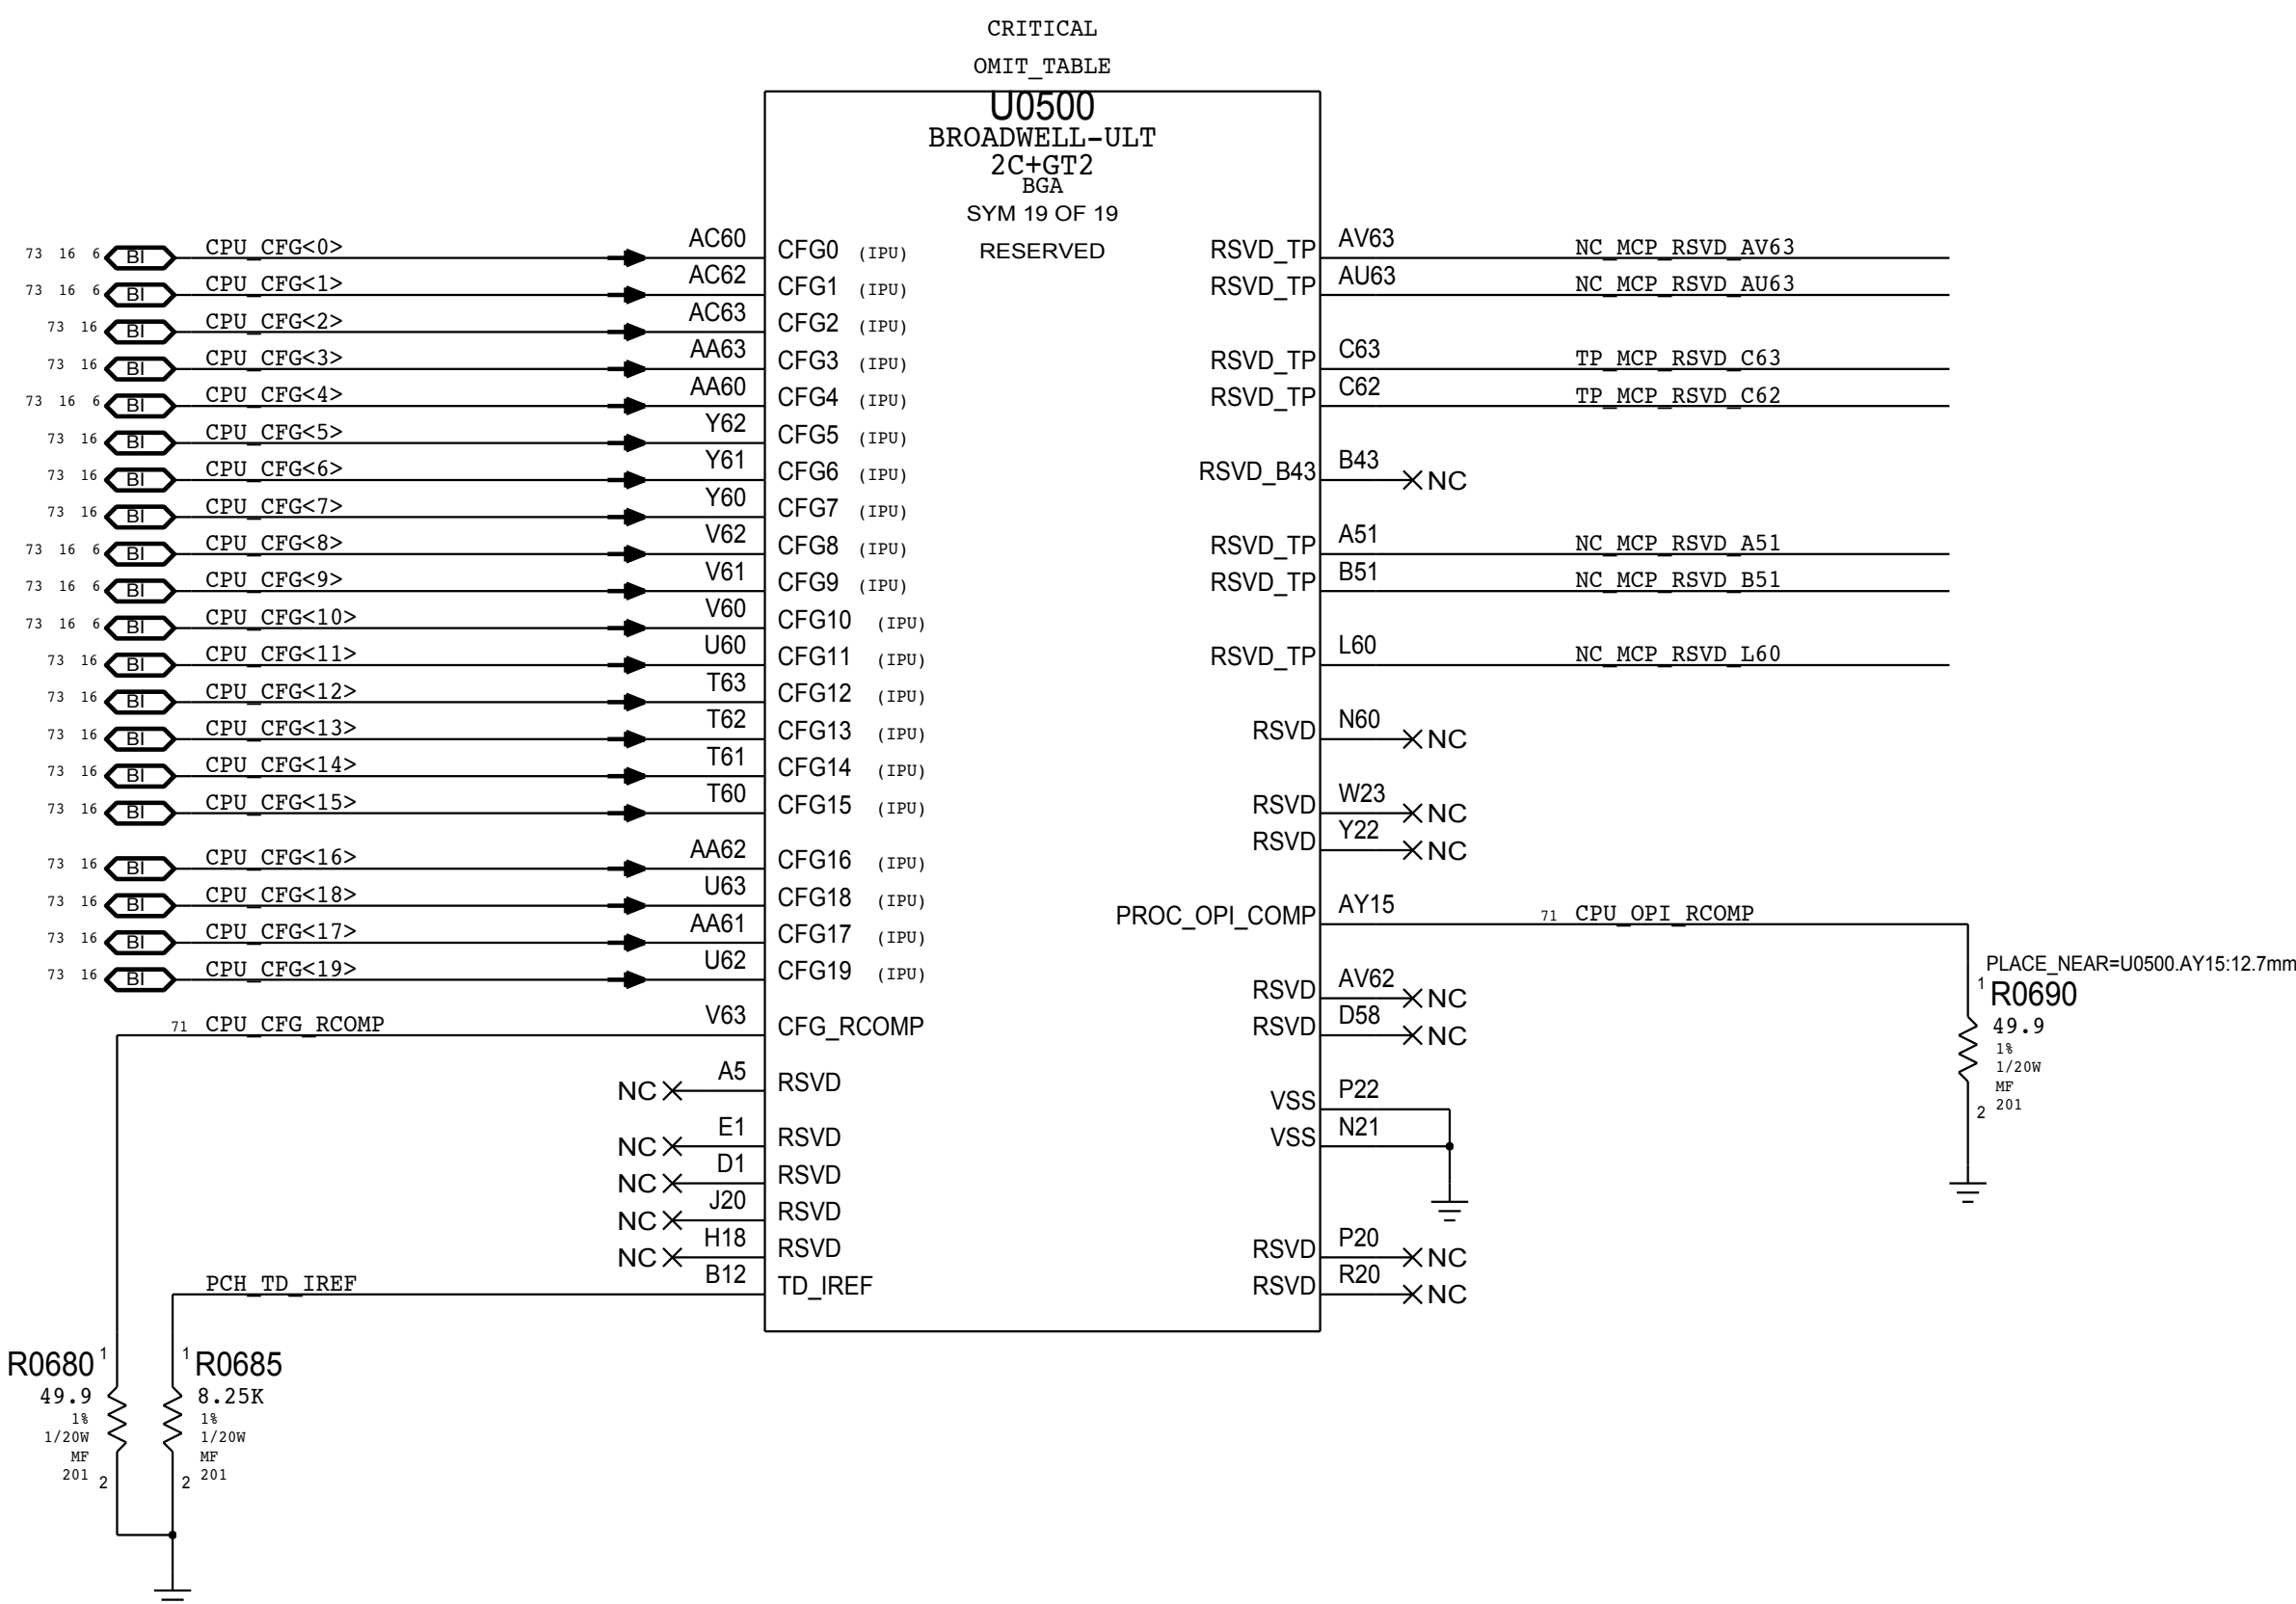 CRITICAL
OMIT_TABLE
U0500
BROADWELL-ULT
2C+GT2
BGA
SYM 19 OF 19
RESERVED
73 16 6 BI CPU_CFG<0> AC60 CFG0 (IPU)
73 16 6 BI CPU_CFG<1> AC62 CFG1 (IPU)
73 16 BI CPU_CFG<2> AC63 CFG2 (IPU)
73 16 BI CPU_CFG<3> AA63 CFG3 (IPU)
73 16 6 BI CPU_CFG<4> AA60 CFG4 (IPU)
73 16 BI CPU_CFG<5> Y62 CFG5 (IPU)
73 16 BI CPU_CFG<6> Y61 CFG6 (IPU)
73 16 BI CPU_CFG<7> Y60 CFG7 (IPU)
73 16 6 BI CPU_CFG<8> V62 CFG8 (IPU)
73 16 6 BI CPU_CFG<9> V61 CFG9 (IPU)
73 16 6 BI CPU_CFG<10> V60 CFG10 (IPU)
73 16 BI CPU_CFG<11> U60 CFG11 (IPU)
73 16 BI CPU_CFG<12> T63 CFG12 (IPU)
73 16 BI CPU_CFG<13> T62 CFG13 (IPU)
73 16 BI CPU_CFG<14> T61 CFG14 (IPU)
73 16 BI CPU_CFG<15> T60 CFG15 (IPU)
73 16 BI CPU_CFG<16> AA62 CFG16 (IPU)
73 16 BI CPU_CFG<18> U63 CFG18 (IPU)
73 16 BI CPU_CFG<17> AA61 CFG17 (IPU)
73 16 BI CPU_CFG<19> U62 CFG19 (IPU)
71 CPU_CFG_RCOMP V63 CFG_RCOMP
NC A5 RSVD
NC E1 RSVD
NC D1 RSVD
NC J20 RSVD
NC H18 RSVD
PCH_TD_IREF B12 TD_IREF
RSVD_TP AV63 NC_MCP_RSVD_AV63
RSVD_TP AU63 NC_MCP_RSVD_AU63
RSVD_TP C63 TP_MCP_RSVD_C63
RSVD_TP C62 TP_MCP_RSVD_C62
RSVD_B43 B43 NC
RSVD_TP A51 NC_MCP_RSVD_A51
RSVD_TP B51 NC_MCP_RSVD_B51
RSVD_TP L60 NC_MCP_RSVD_L60
RSVD N60 NC
RSVD W23 NC
RSVD Y22 NC
PROC_OPI_COMP AY15 71 CPU_OPI_RCOMP
RSVD AV62 NC
RSVD D58 NC
VSS P22
VSS N21
RSVD P20 NC
RSVD R20 NC
PLACE_NEAR=U0500.AY15:12.7mm
1
R0690
49.9
1%
1/20W
MF
201
2
R0680 1
49.9
1%
1/20W
MF
201
2
1 R0685
8.25K
1%
1/20W
MF
201
2